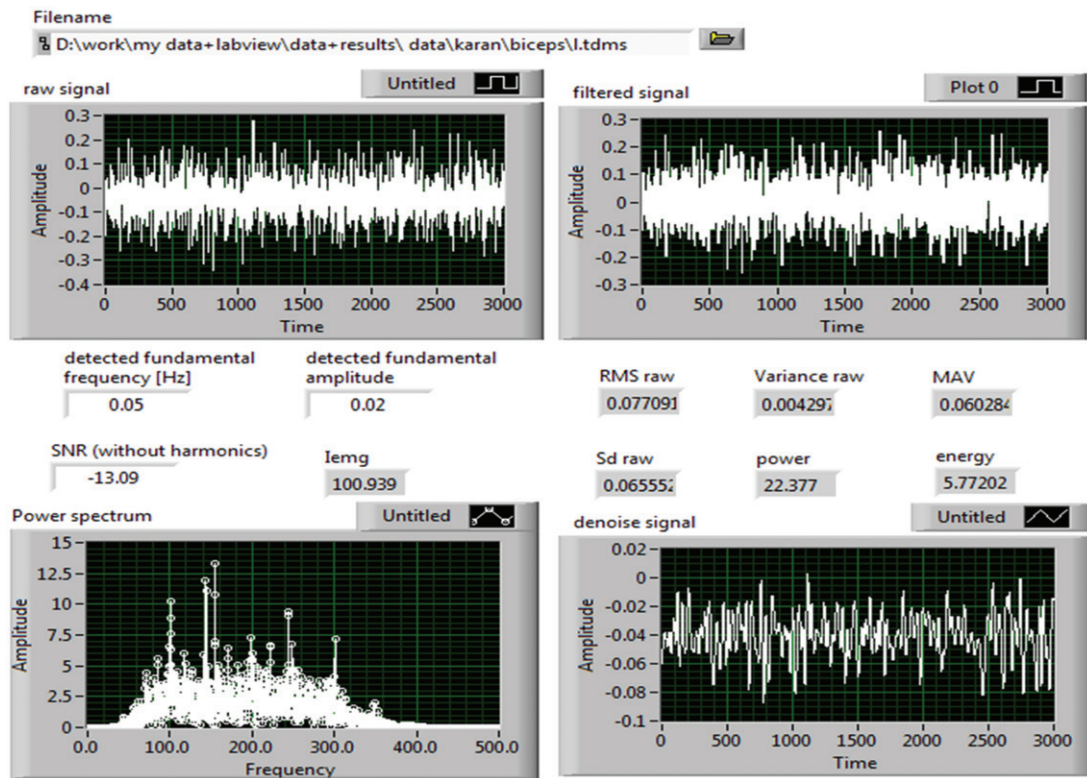 Filename
D:\work\my data+labview\data+results\ data\karan\biceps\l.tdms
raw signal
Untitled
Amplitude
0.3
0.2
0.1
0
-0.1
-0.2
-0.3
-0.4
0 500 1000 1500 2000 2500 3000
Time
filtered signal
Plot 0
Amplitude
0.3
0.2
0.1
0
-0.1
-0.2
-0.3
0 500 1000 1500 2000 2500 3000
Time
detected fundamental
frequency [Hz]
0.05
detected fundamental
amplitude
0.02
RMS raw
0.077091
Variance raw
0.004297
MAV
0.060284
SNR (without harmonics)
-13.09
Iemg
100.939
Sd raw
0.065552
power
22.377
energy
5.77202
Power spectrum
Untitled
Amplitude
15
12.5
10
7.5
5
2.5
0
0.0 100.0 200.0 300.0 400.0 500.0
Frequency
denoise signal
Untitled
Amplitude
0.02
0
-0.02
-0.04
-0.06
-0.08
-0.1
0 500 1000 1500 2000 2500 3000
Time